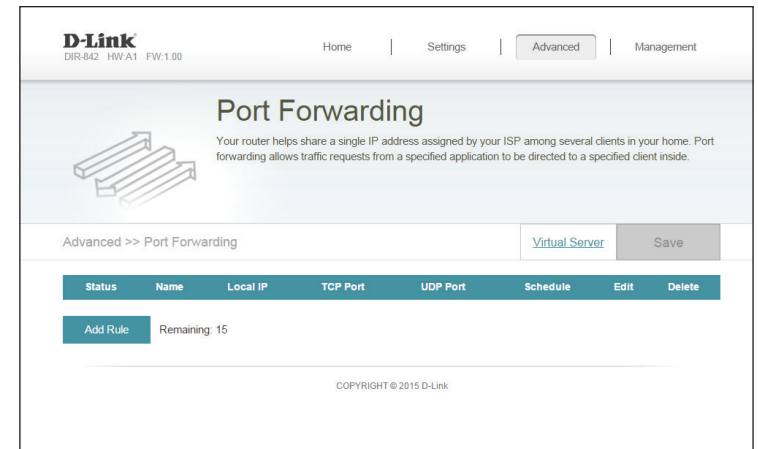 D-Link
DIR-842 HW:A1 FW:1.00
Home
Settings
Advanced
Management
Port Forwarding
Your router helps share a single IP address assigned by your ISP among several clients in your home. Port
forwarding allows traffic requests from a specified application to be directed to a specified client inside.
Advanced >> Port Forwarding
Virtual Server
Save
Status Name Local IP TCP Port UDP Port Schedule Edit Delete
Add Rule Remaining: 15
COPYRIGHT © 2015 D-Link